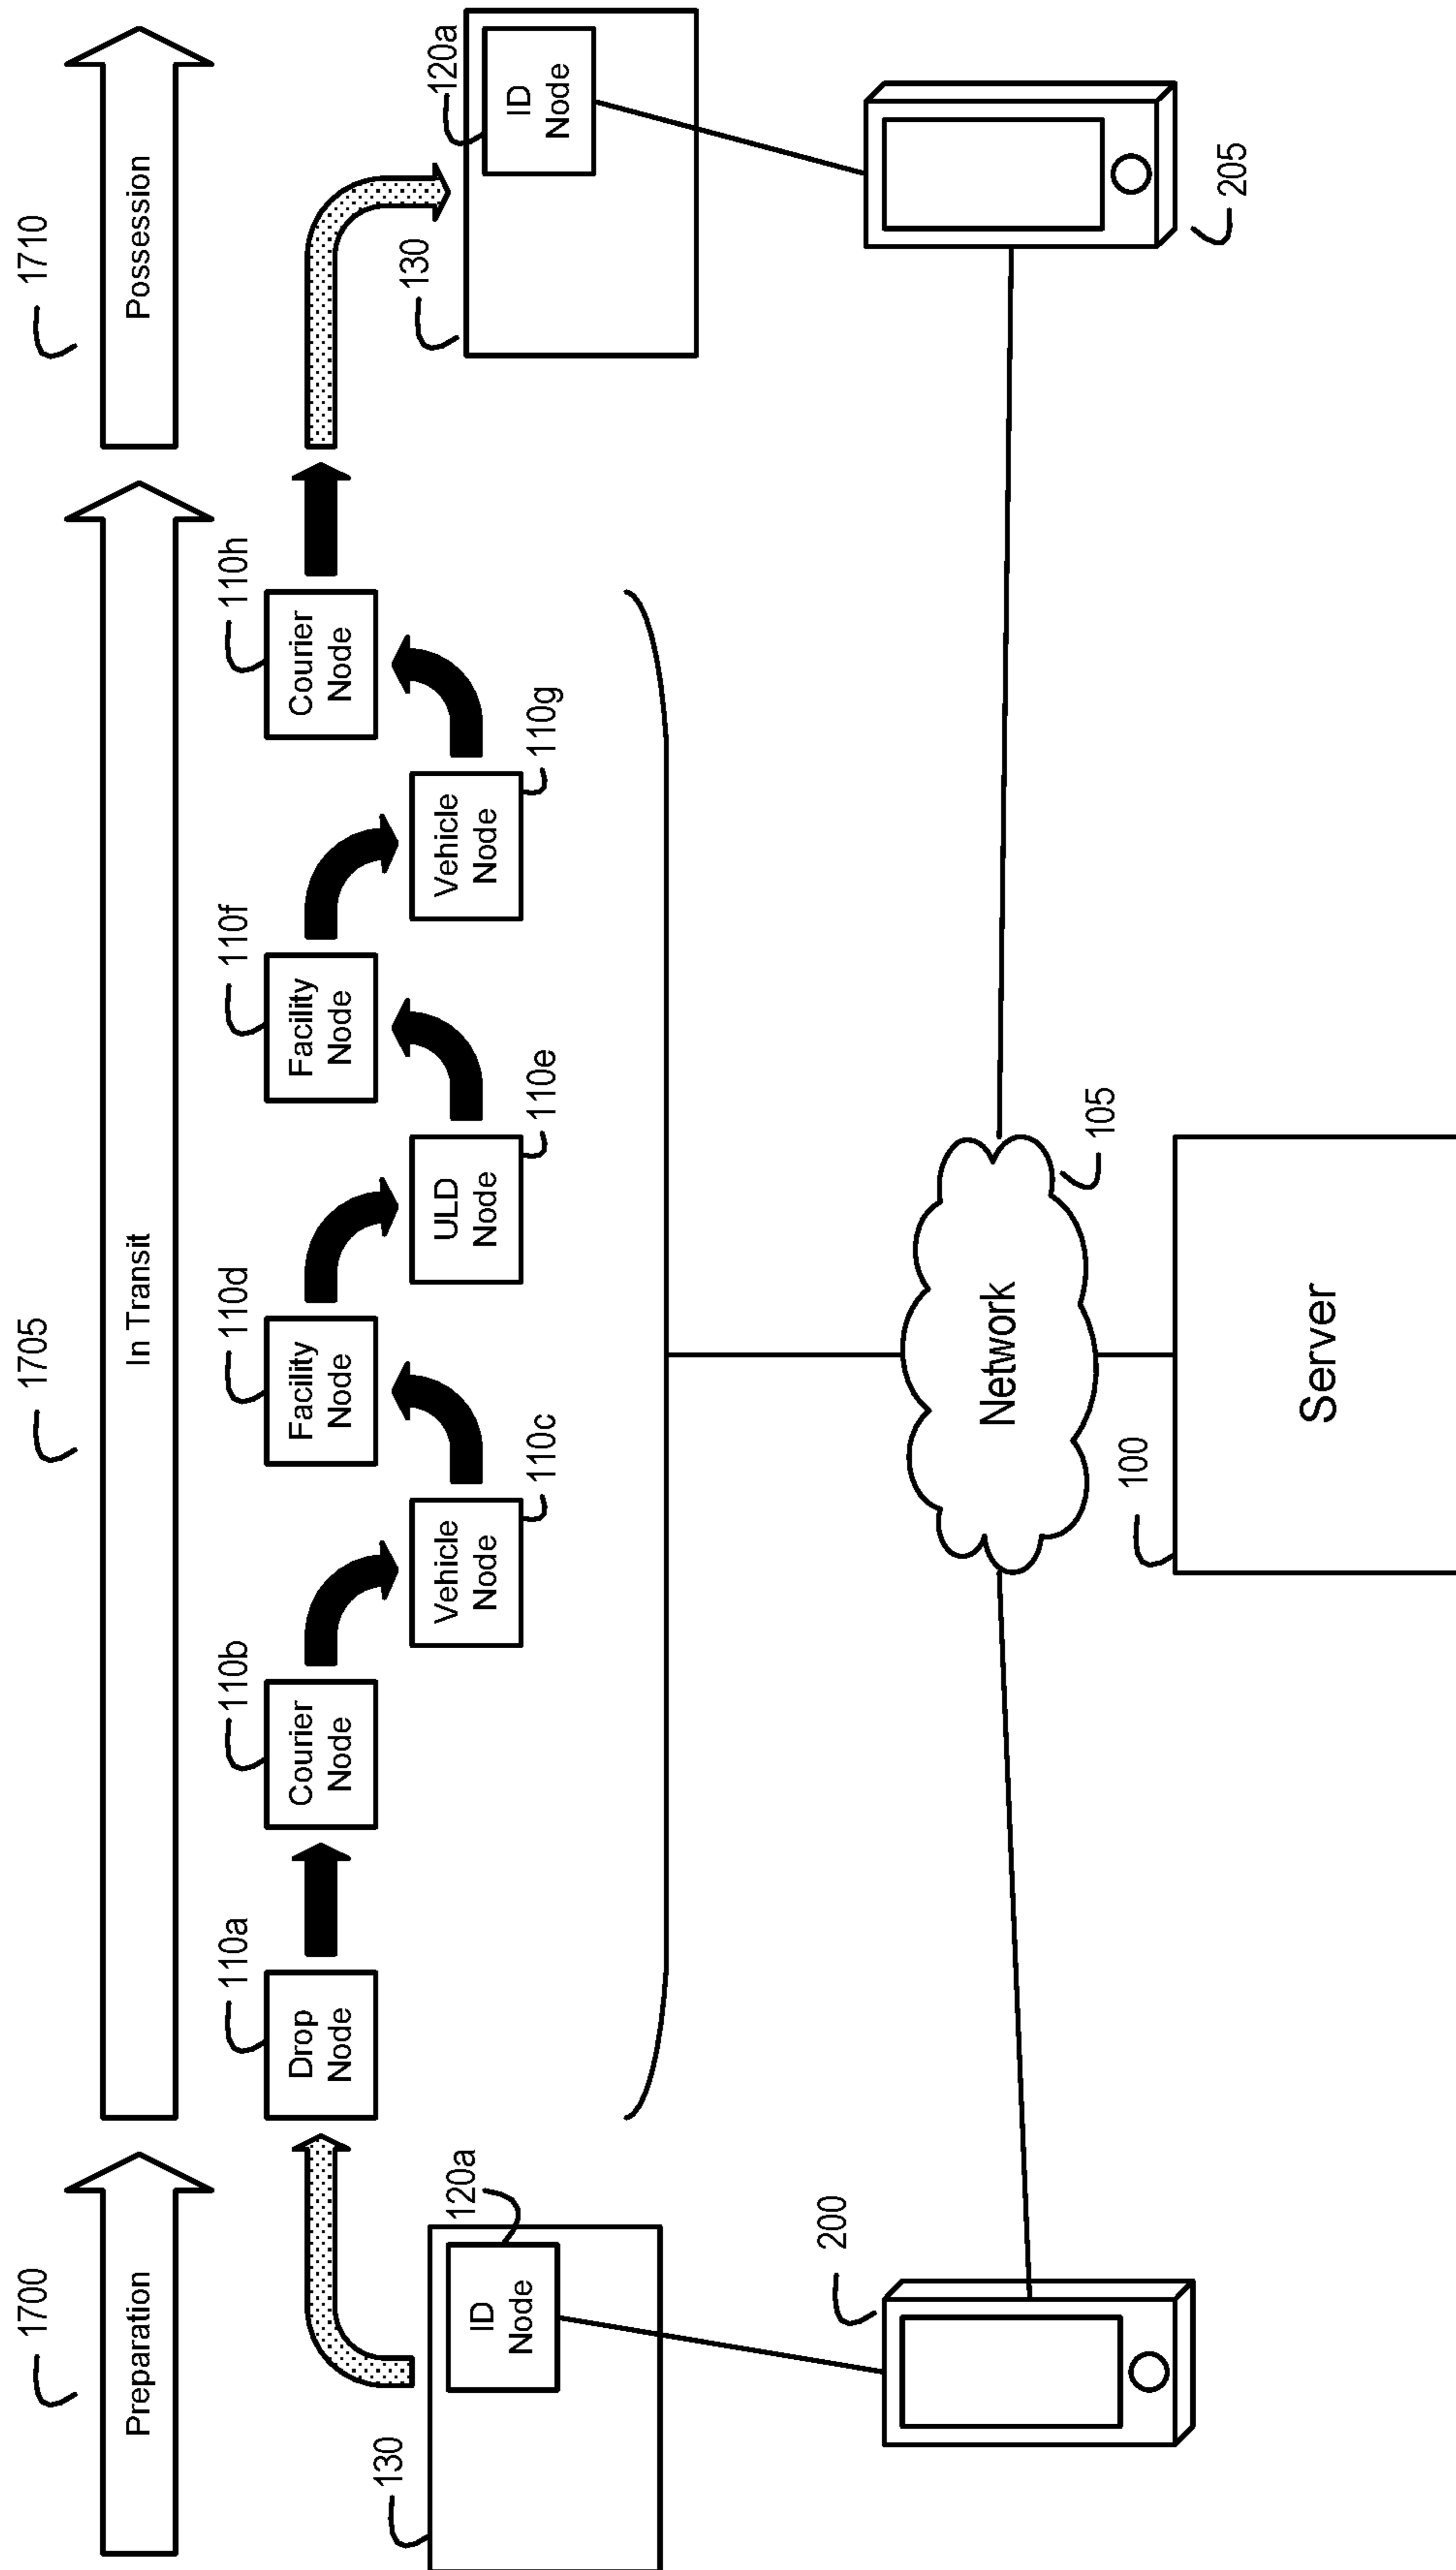 1700
1705
1710
Preparation
In Transit
Possession
110a
110b
110d
110f
110h
Drop
Node
Courier
Node
Facility
Node
Facility
Node
Courier
Node
Vehicle
Node
110c
ULD
Node
110e
Vehicle
Node
110g
130
120a
ID
Node
130
120a
ID
Node
200
205
Network
105
100
Server